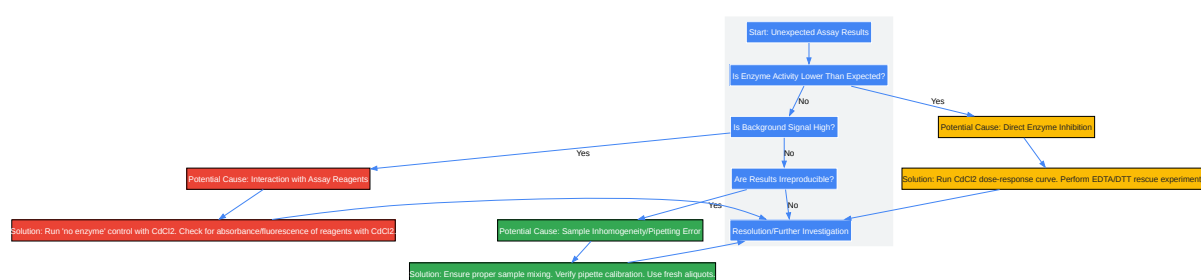 Start: Unexpected Assay Results
Is Enzyme Activity Lower Than Expected?
No
Yes
Is Background Signal High?
Potential Cause: Direct Enzyme Inhibition
Yes
No
Potential Cause: Interaction with Assay Reagents
Are Results Irreproducible?
Solution: Run CdCl2 dose-response curve. Perform EDTA/DTT rescue experiment
Yes
No
Solution: Run 'no enzyme' control with CdCl2. Check for absorbance/fluorescence of reagents with CdCl2.
Potential Cause: Sample Inhomogeneity/Pipetting Error
Resolution/Further Investigation
Solution: Ensure proper sample mixing. Verify pipette calibration. Use fresh aliquots.